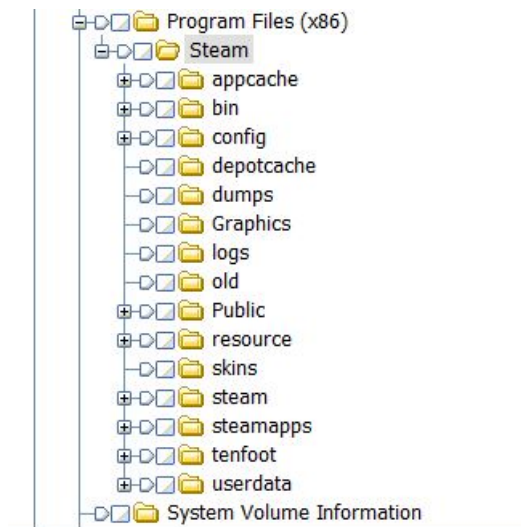 Program Files (x86)
Steam
appcache
bin
config
depotcache
dumps
Graphics
logs
old
Public
resource
skins
steam
steamapps
tenfoot
userdata
System Volume Information